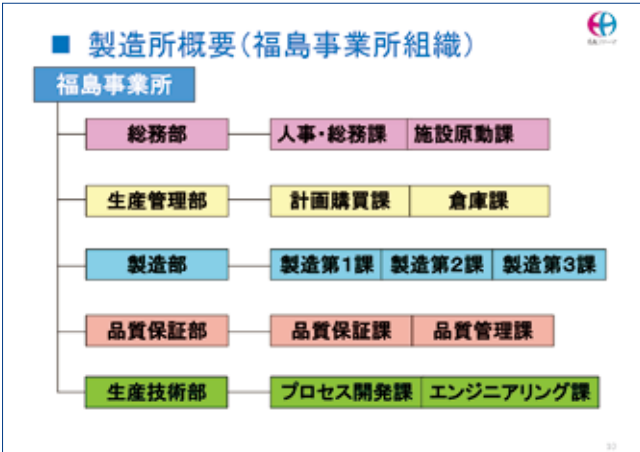 ■ 製造所概要(福島事業所組織)
福島事業所
総務部 人事・総務課 施設原動課
生産管理部 計画購買課 倉庫課
製造部 製造第1課 製造第2課 製造第3課
品質保証部 品質保証課 品質管理課
生産技術部 プロセス開発課 エンジニアリング課